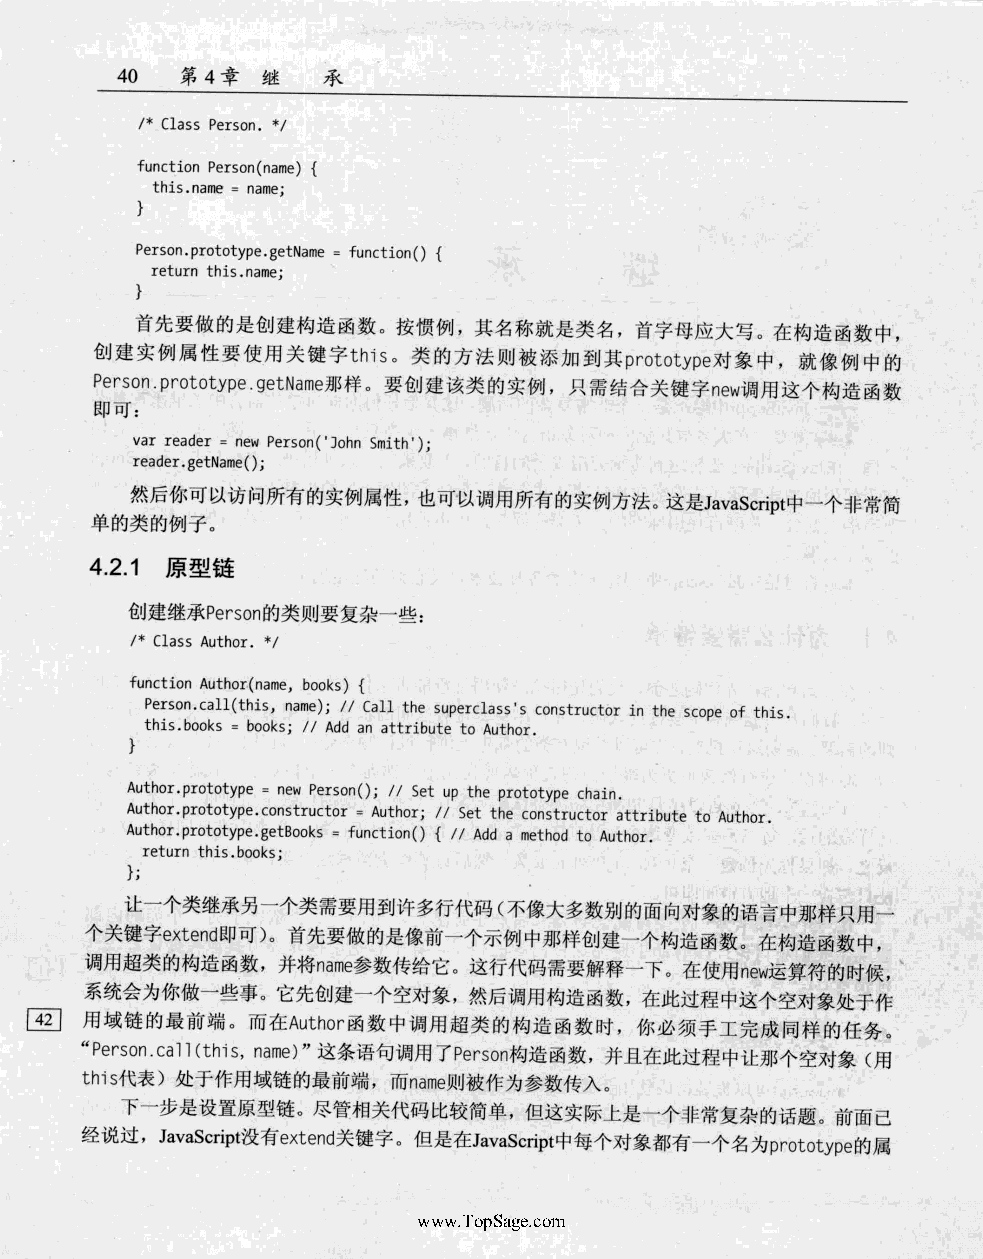 40 第4章 继 承
/* Class Person. */
function Person(name) {
this.name = name;
}
Person.prototype.getName = function() {
return this.name;
}
首先要做的是创建构造函数。按惯例，其名称就是类名，首字母应大写。在构造函数中，
创建实例属性要使用关键字this。类的方法则被添加到其prototype对象中，就像例中的
Person.prototype.getName那样。要创建该类的实例，只需结合关键字new调用这个构造函数
即可：
var reader = new Person('John Smith');
reader.getName();
然后你可以访问所有的实例属性，也可以调用所有的实例方法。这是JavaScript中一个非常简
单的类的例子。
4.2.1 原型链
创建继承Person的类则要复杂一些：
/* Class Author. */
function Author(name, books) {
Person.call(this, name); // Call the superclass's constructor in the scope of this.
this.books = books; // Add an attribute to Author.
}
Author.prototype = new Person(); // Set up the prototype chain.
Author.prototype.constructor = Author; // Set the constructor attribute to Author.
Author.prototype.getBooks = function() { // Add a method to Author.
return this.books;
};
让一个类继承另一个类需要用到许多行代码（不像大多数别的面向对象的语言中那样只用一
个关键字extend即可）。首先要做的是像前一个示例中那样创建一个构造函数。在构造函数中，
调用超类的构造函数，并将name参数传给它。这行代码需要解释一下。在使用new运算符的时候，
系统会为你做一些事。它先创建一个空对象，然后调用构造函数，在此过程中这个空对象处于作
42 用域链的最前端。而在Author函数中调用超类的构造函数时，你必须手工完成同样的任务。
“Person.call(this, name)”这条语句调用了Person构造函数，并且在此过程中让那个空对象（用
this代表）处于作用域链的最前端，而name则被作为参数传入。
下一步是设置原型链。尽管相关代码比较简单，但这实际上是一个非常复杂的话题。前面已
经说过，JavaScript没有extend关键字。但是在JavaScript中每个对象都有一个名为prototype的属
www.TopSage.com